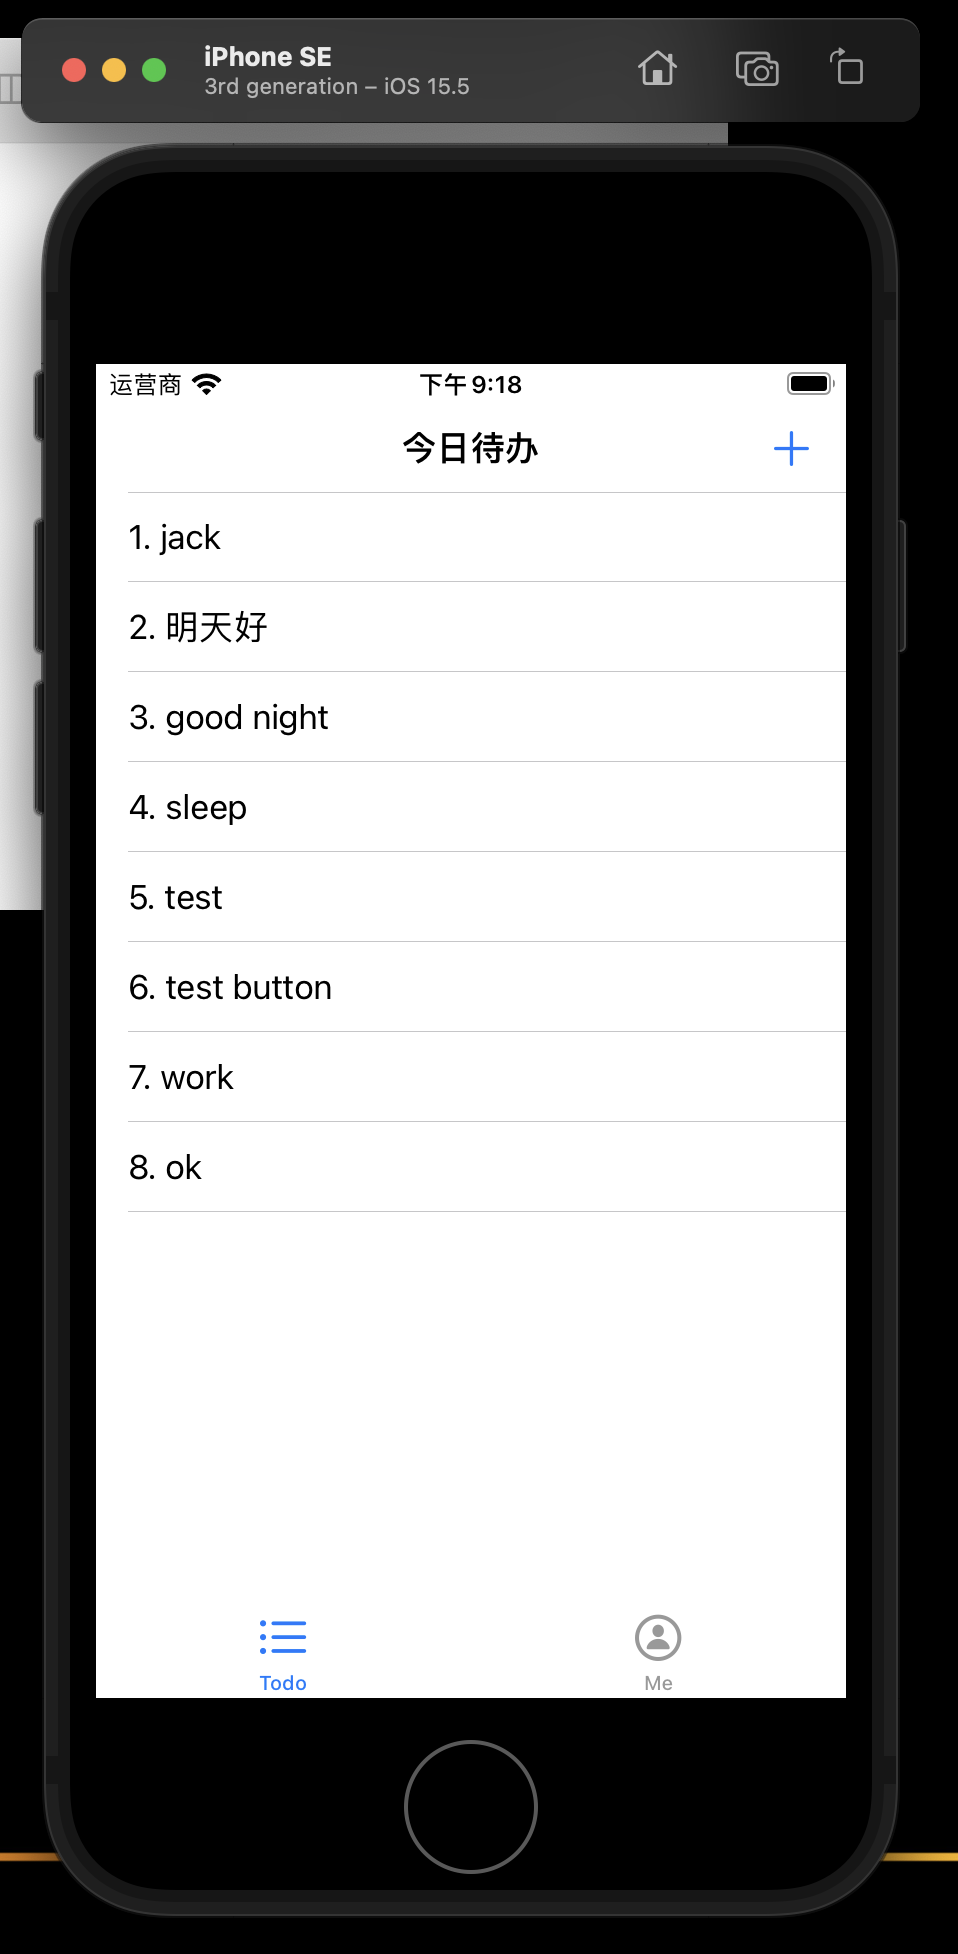 iPhone SE
3rd generation – iOS 15.5
运营商 下午9:18
今日待办
1. jack
2. 明天好
3. good night
4. sleep
5. test
6. test button
7. work
8. ok
Todo Me